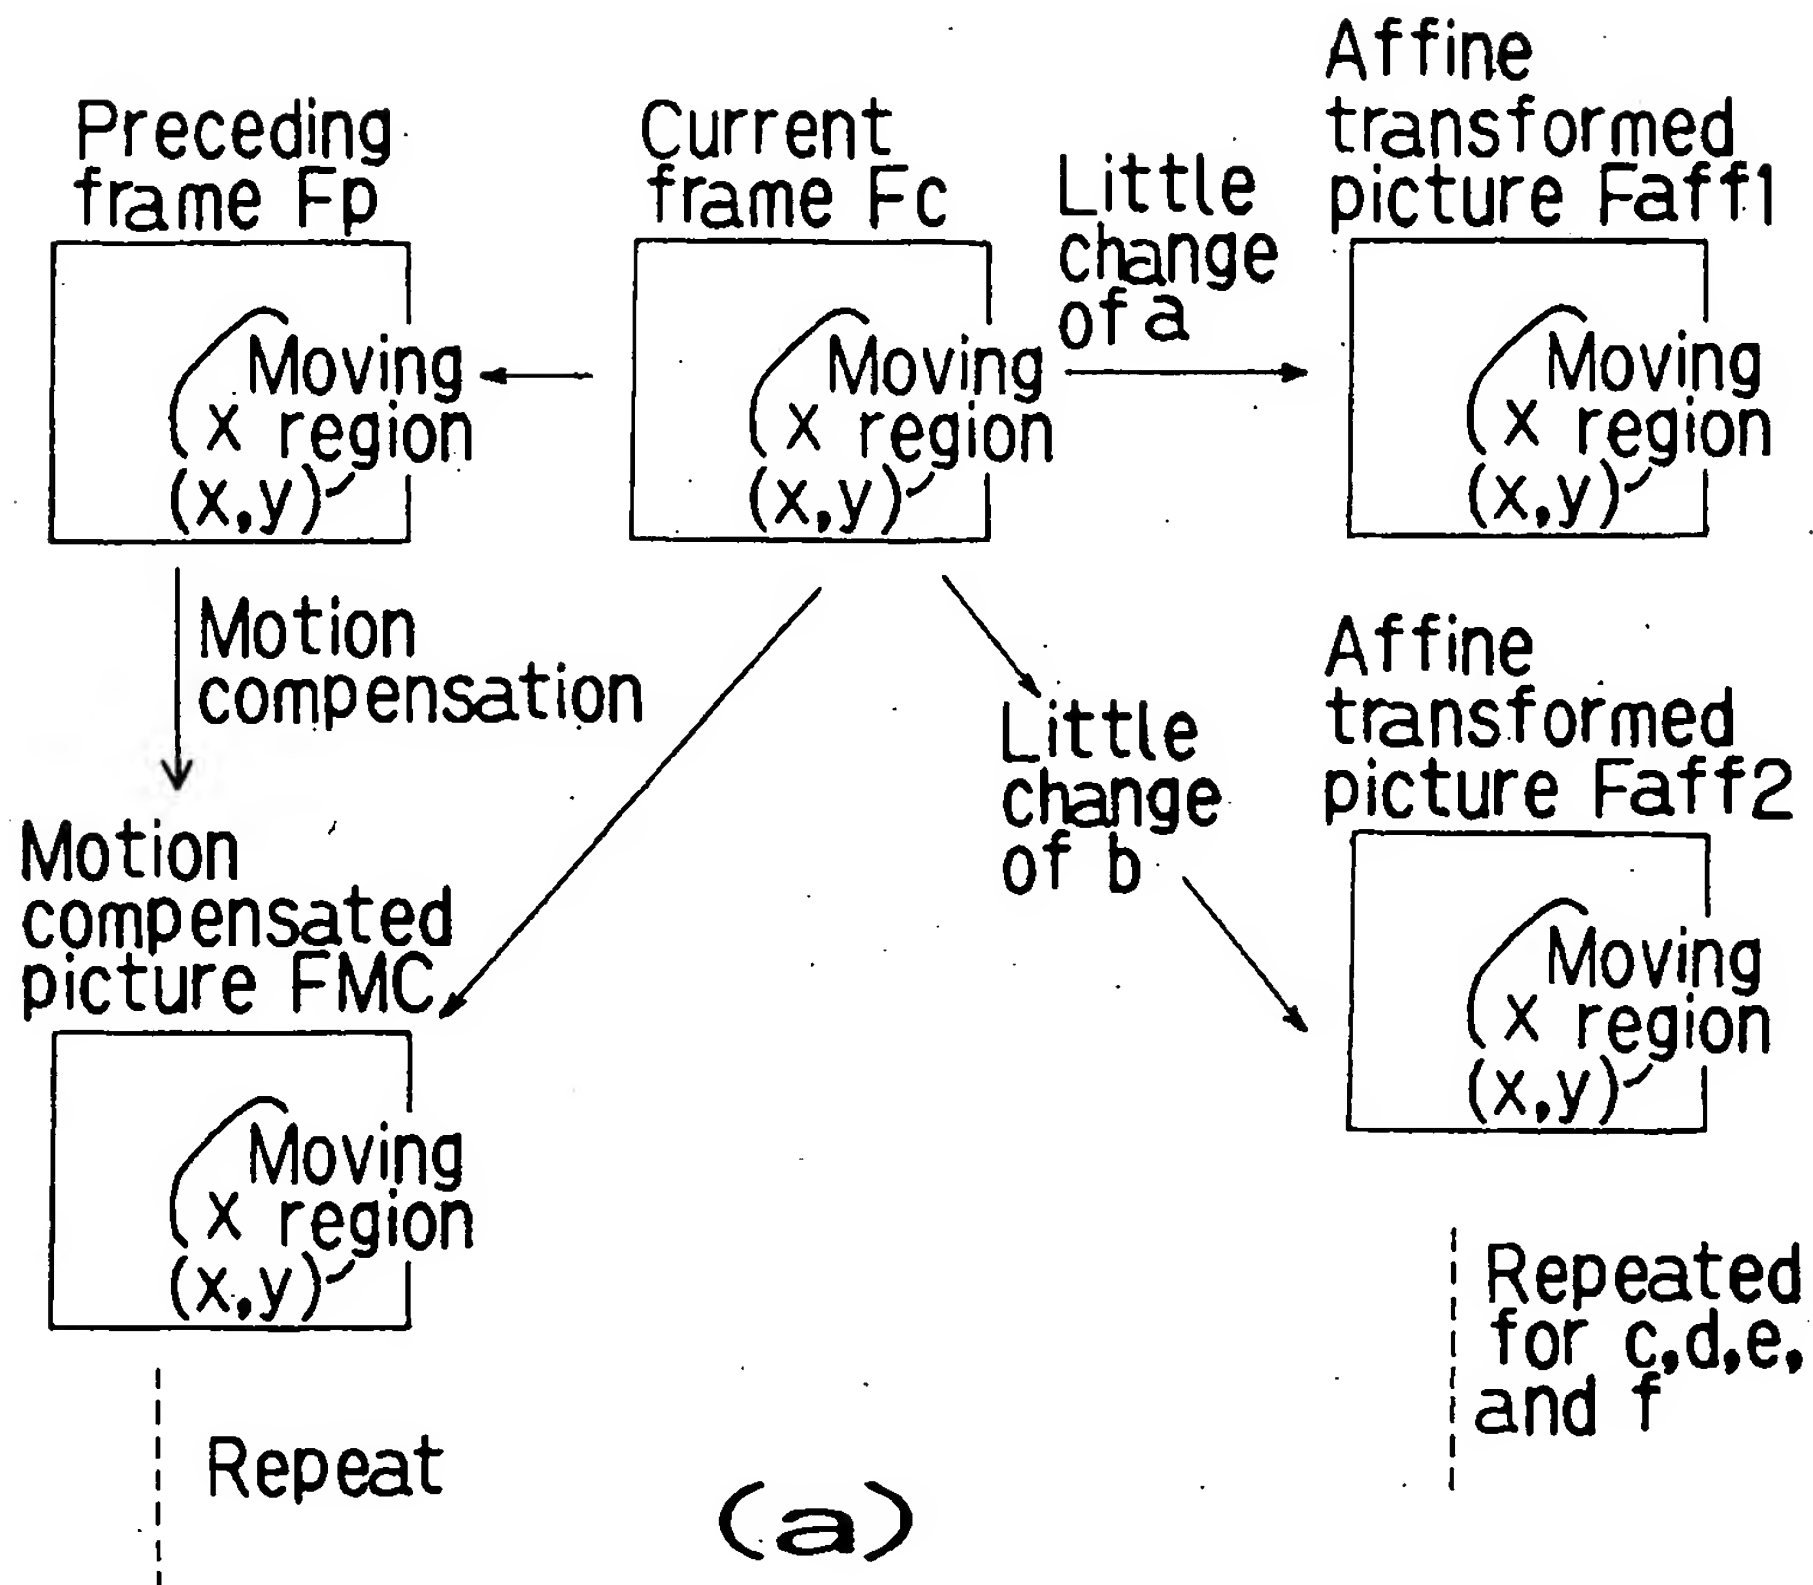 Preceding
frame Fp
Moving
x region
(x,y)
Current
frame Fc
Moving
x region
(x,y)
Little
change
of a
Affine
transformed
picture Faff1
Moving
x region
(x,y)
Motion
compensation
Little
change
of b
Affine
transformed
picture Faff2
Moving
x region
(x,y)
Motion
compensated
picture FMC
Moving
x region
(x,y)
Repeated
for c,d,e,
and f
Repeat
(a)